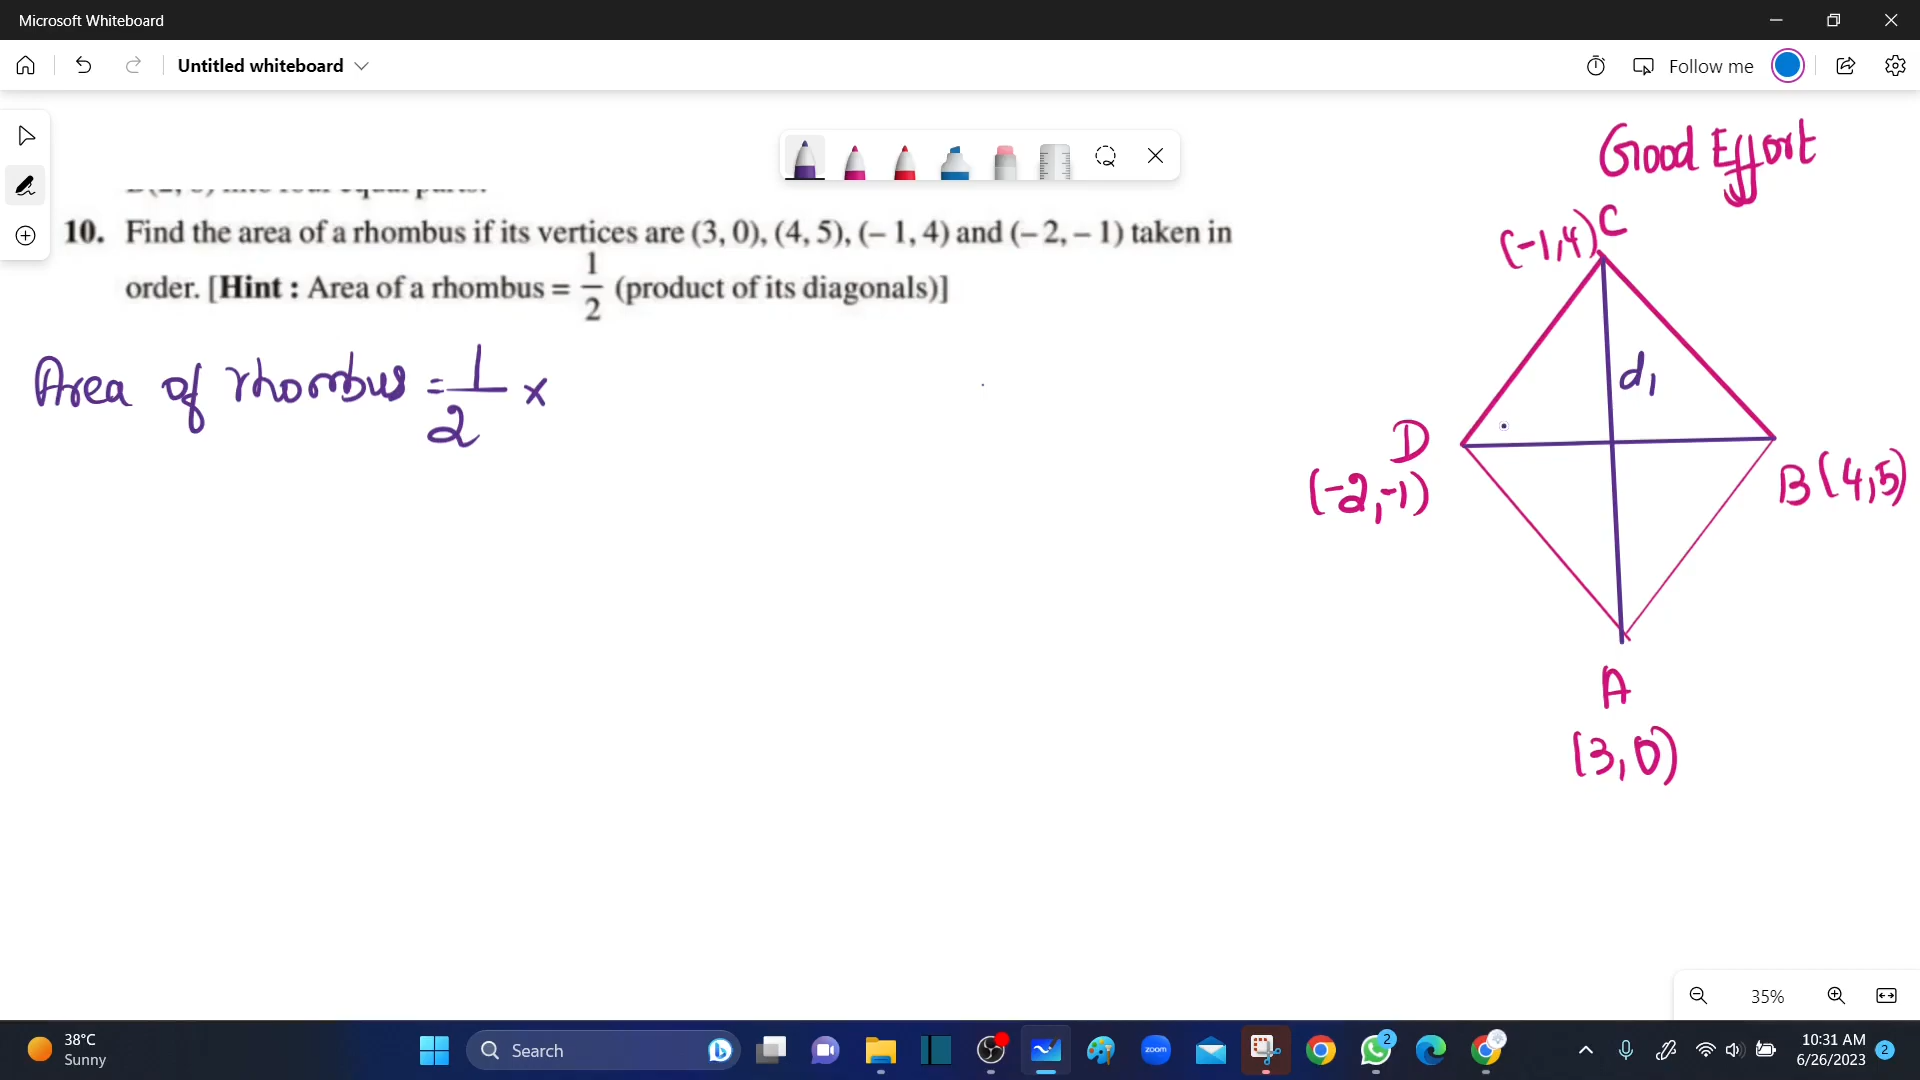 Microsoft Whiteboard
Untitled whiteboard
Follow me
Good Effort
10. Find the area of a rhombus if its vertices are (3, 0), (4, 5), (– 1, 4) and (– 2, – 1) taken in
order. [Hint : Area of a rhombus = 1/2 (product of its diagonals)]
Area of rhombus = 1/2 ×
(-1,4) C
d1
D
(-2,-1)
B(4,5)
A
(3,0)
35%
38°C
Sunny
Search
zoom
2
10:31 AM
6/26/2023
2